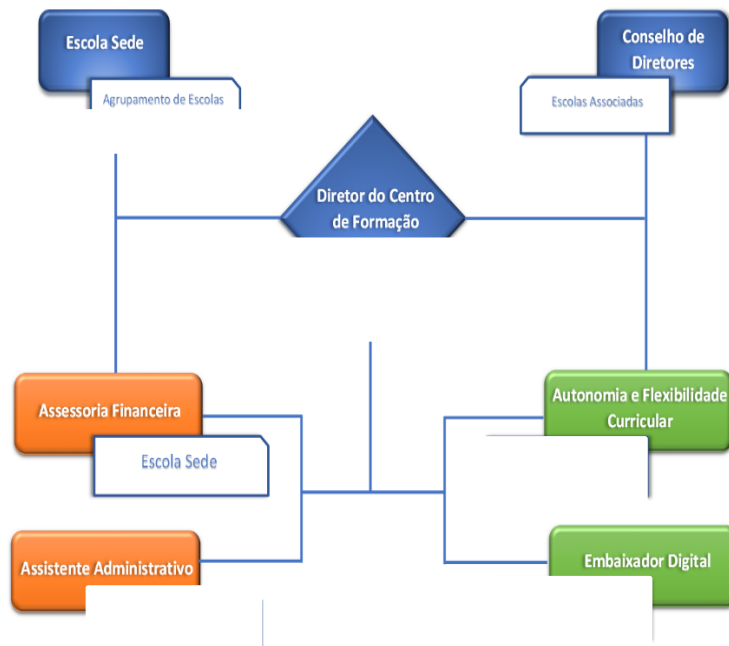 Escola Sede
Agrupamento de Escolas
Conselho de
Diretores
Escolas Associadas
Diretor do Centro
de Formação
Assessoria Financeira
Escola Sede
Autonomia e Flexibilidade
Curricular
Assistente Administrativo
Embaixador Digital